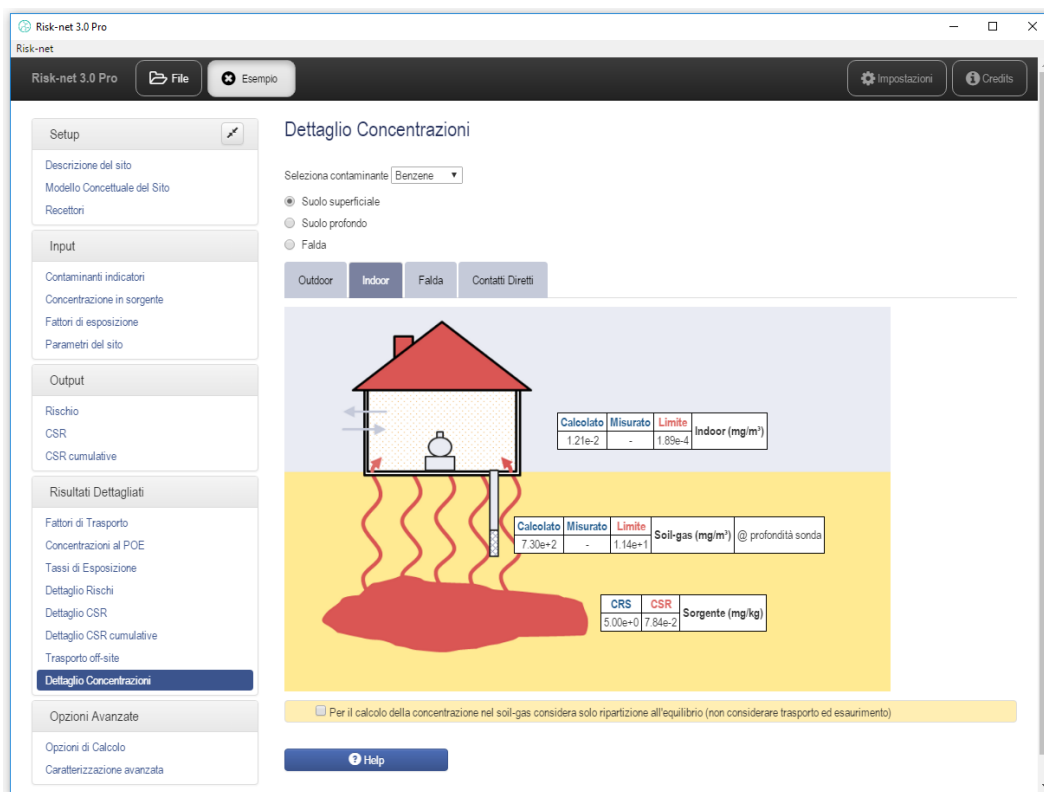 Risk-net 3.0 Pro
Risk-net
Risk-net 3.0 Pro File Esempio Impostazioni Credits
Setup
Descrizione del sito
Modello Concettuale del Sito
Recettori
Input
Contaminanti indicatori
Concentrazione in sorgente
Fattori di esposizione
Parametri del sito
Output
Rischio
CSR
CSR cumulative
Risultati Dettagliati
Fattori di Trasporto
Concentrazioni al POE
Tassi di Esposizione
Dettaglio Rischi
Dettaglio CSR
Dettaglio CSR cumulative
Trasporto off-site
Dettaglio Concentrazioni
Opzioni Avanzate
Opzioni di Calcolo
Caratterizzazione avanzata
Dettaglio Concentrazioni
Seleziona contaminante Benzene
Suolo superficiale
Suolo profondo
Falda
Outdoor Indoor Falda Contatti Diretti
Calcolato Misurato Limite Indoor (mg/m³)
1.21e-2 - 1.89e-4
Calcolato Misurato Limite Soil-gas (mg/m³) @ profondità sonda
7.30e+2 - 1.14e+1
CRS CSR Sorgente (mg/kg)
5.00e+0 7.84e-2
Per il calcolo della concentrazione nel soil-gas considera solo ripartizione all'equilibrio (non considerare trasporto ed esaurimento)
Help